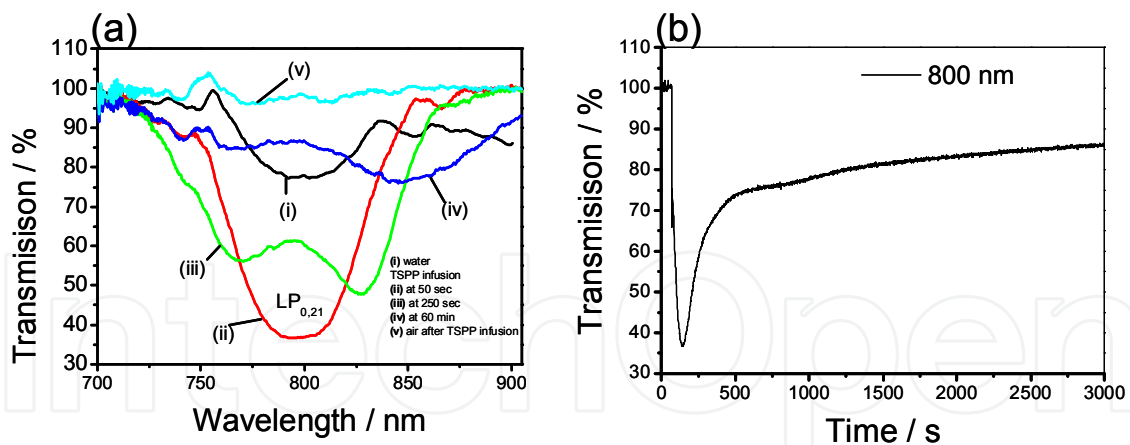 (a)
110
100
90
80
70
60
50
40
30
Transmission / %
700
750
800
850
900
Wavelength / nm
(v)
(i)
(iv)
(iii)
(ii)
LP0,21
(i) water
TSPP infusion
(ii) at 50 sec
(iii) at 250 sec
(iv) at 60 min
(v) air after TSPP infusion
(b)
110
100
90
80
70
60
50
40
30
Transmisison / %
0
500
1000
1500
2000
2500
3000
Time / s
800 nm
IntechOpen